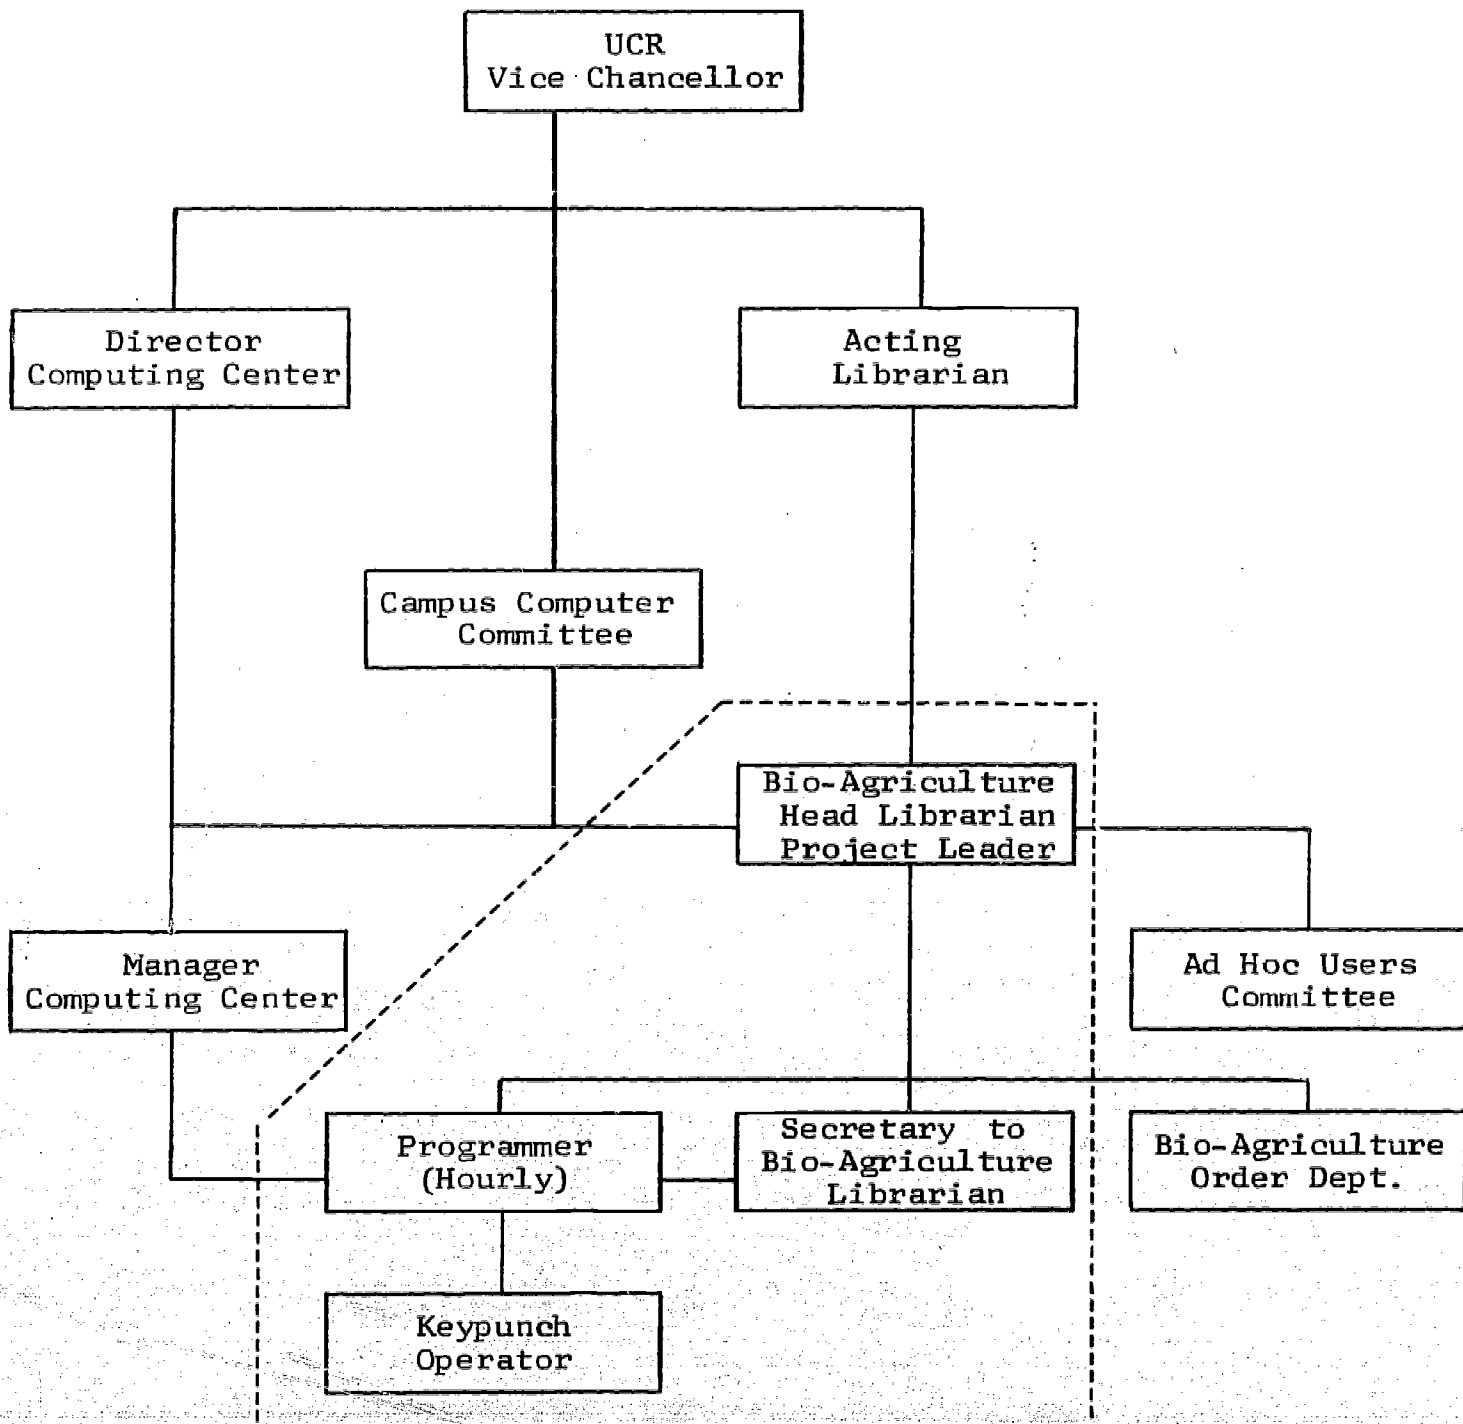 UCR
Vice Chancellor
Director
Computing Center
Acting
Librarian
Campus Computer
Committee
Bio-Agriculture
Head Librarian
Project Leader
Manager
Computing Center
Ad Hoc Users
Committee
Programmer
(Hourly)
Secretary to
Bio-Agriculture
Librarian
Bio-Agriculture
Order Dept.
Keypunch
Operator